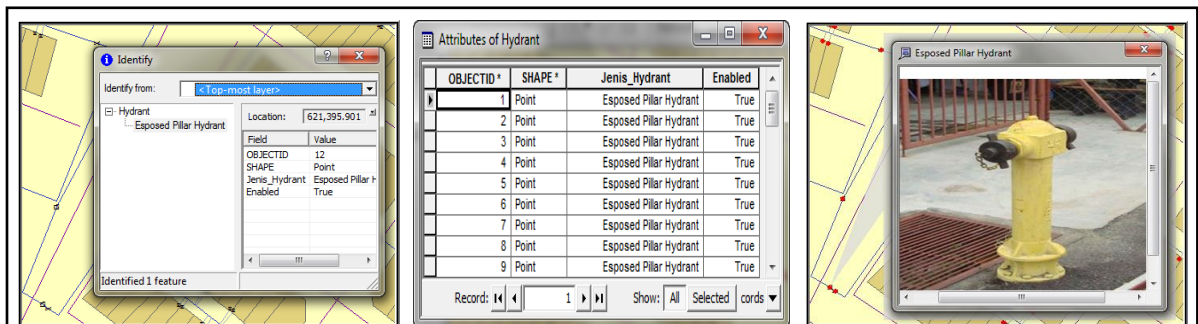 Identify
Identify from: <Top-most layer>
Hydrant
Esposed Pillar Hydrant
Location: 621,395.901
Field Value
OBJECTID 12
SHAPE Point
Jenis_Hydrant Esposed Pillar H
Enabled True
Identified 1 feature
Attributes of Hydrant
OBJECTID * SHAPE * Jenis_Hydrant Enabled
1 Point Esposed Pillar Hydrant True
2 Point Esposed Pillar Hydrant True
3 Point Esposed Pillar Hydrant True
4 Point Esposed Pillar Hydrant True
5 Point Esposed Pillar Hydrant True
6 Point Esposed Pillar Hydrant True
7 Point Esposed Pillar Hydrant True
8 Point Esposed Pillar Hydrant True
9 Point Esposed Pillar Hydrant True
Record: 1 Show: All Selected cords
Esposed Pillar Hydrant